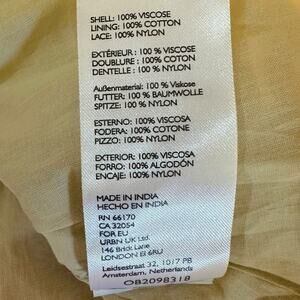 SHELL: 100% VISCOSE
LINING: 100% COTTON
LACE: 100% NYLON
EXTÉRIEUR : 100 % VISCOSE
DOUBLURE : 100% COTON
DENTELLE : 100 % NYLON
Außenmaterial: 100 % Viskose
FUTTER: 100 % BAUMWOLLE
SPITZE: 100 % NYLON
ESTERNO: 100% VISCOSA
FODERA: 100% COTONE
PIZZO: 100% NYLON
EXTERIOR: 100% VISCOSA
FORRO: 100% ALGODÓN
ENCAJE: 100% NYLON
MADE IN INDIA
HECHO EN INDIA
RN 66170
CA 32054
FOR EU
URBN UK Ltd.
146 Brick Lane
LONDON E1 6RU
Leidsestraat 32, 1017 PB
Amsterdam, Netherlands
OB2098318